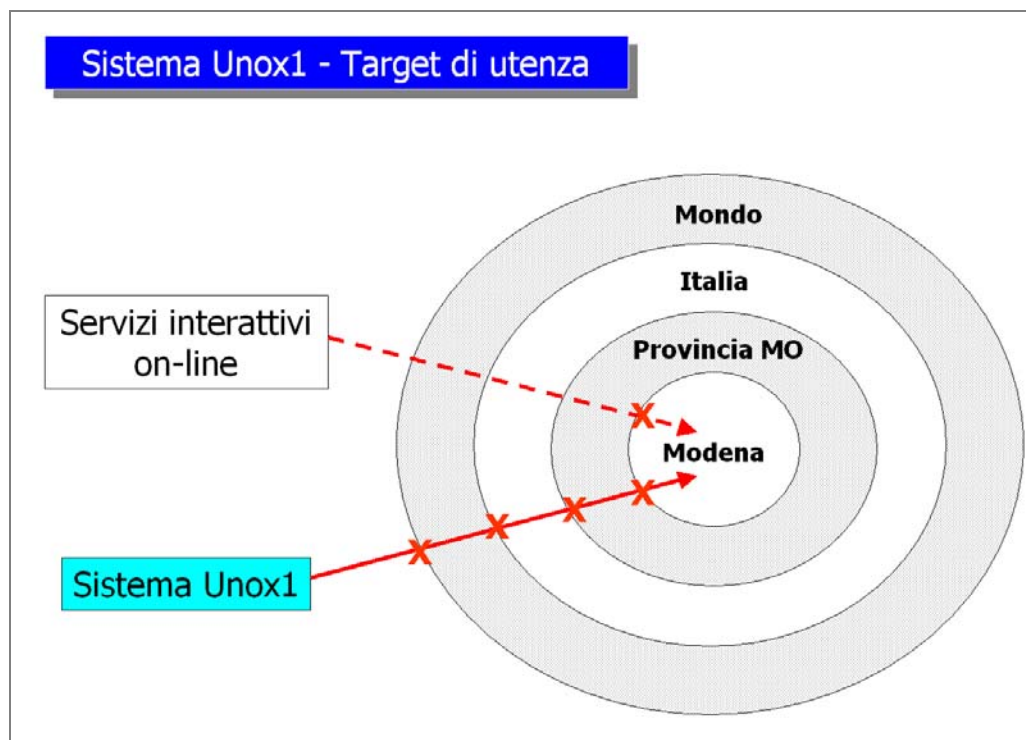 Sistema Unox1 - Target di utenza
Mondo
Italia
Servizi interattivi
on-line
Provincia MO
X
Modena
X
X
X
X
Sistema Unox1